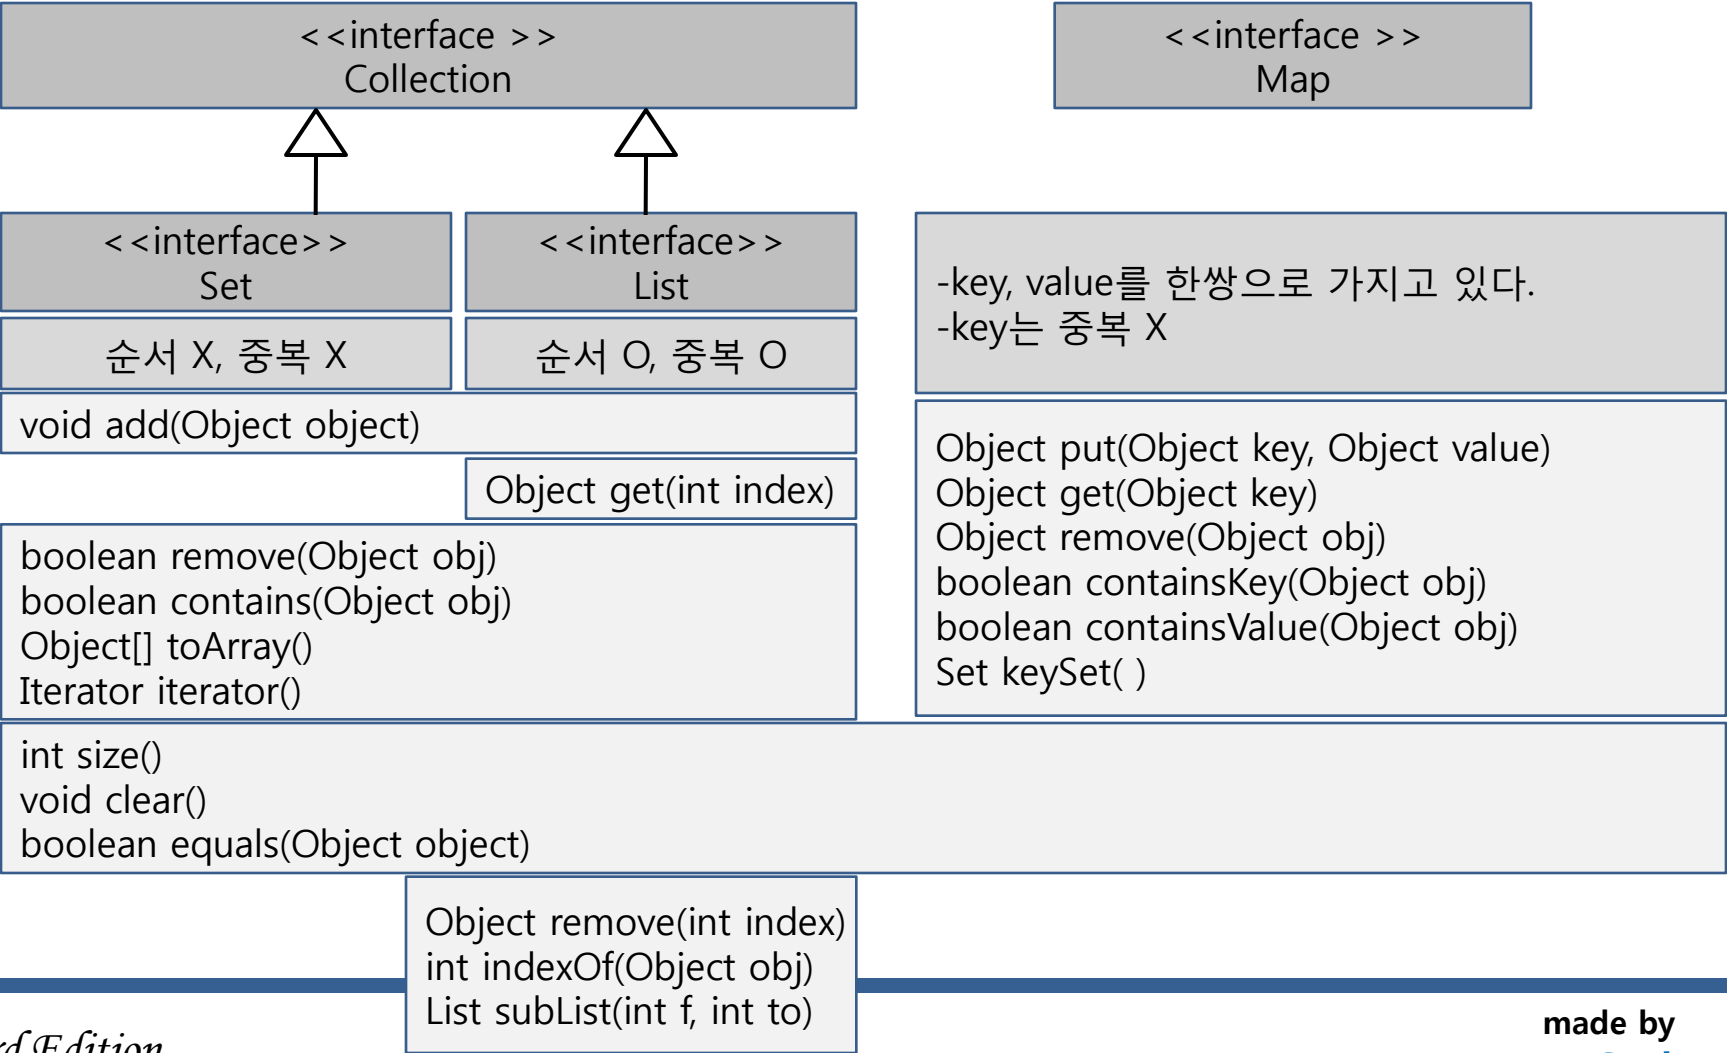 <<interface >>
Collection
<<interface >>
Map
<<interface>>
Set
<<interface>>
List
순서 X, 중복 X
순서 O, 중복 O
-key, value를 한쌍으로 가지고 있다.
-key는 중복 X
void add(Object object)
Object get(int index)
boolean remove(Object obj)
boolean contains(Object obj)
Object[] toArray()
Iterator iterator()
Object put(Object key, Object value)
Object get(Object key)
Object remove(Object obj)
boolean containsKey(Object obj)
boolean containsValue(Object obj)
Set keySet( )
int size()
void clear()
boolean equals(Object object)
Object remove(int index)
int indexOf(Object obj)
List subList(int f, int to)
Edition
made by